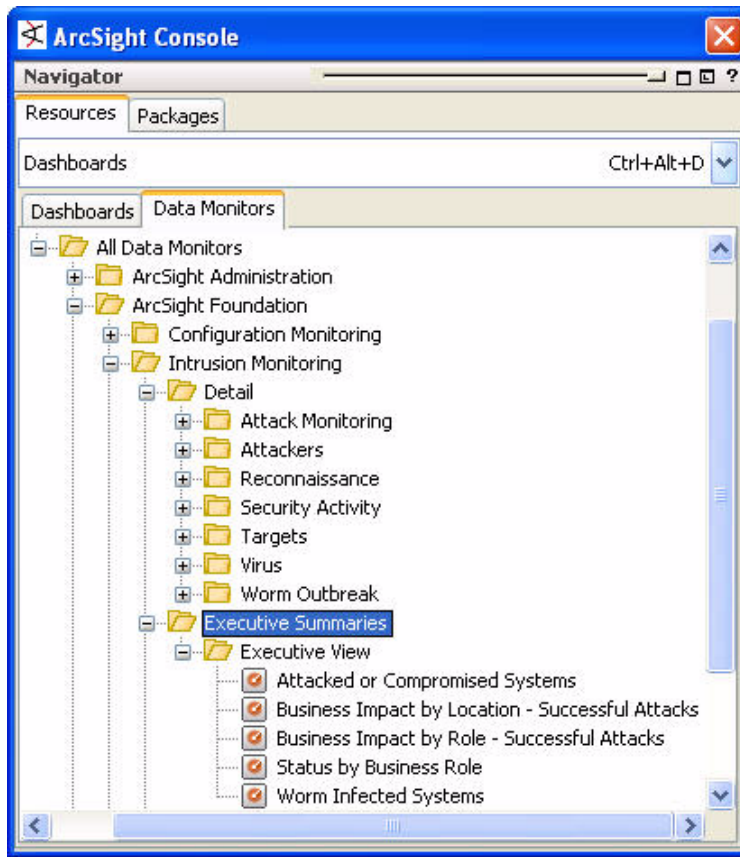 ArcSight Console
Navigator ?
Resources Packages
Dashboards Ctrl+Alt+D
Dashboards Data Monitors
All Data Monitors
ArcSight Administration
ArcSight Foundation
Configuration Monitoring
Intrusion Monitoring
Detail
Attack Monitoring
Attackers
Reconnaissance
Security Activity
Targets
Virus
Worm Outbreak
Executive Summaries
Executive View
Attacked or Compromised Systems
Business Impact by Location - Successful Attacks
Business Impact by Role - Successful Attacks
Status by Business Role
Worm Infected Systems